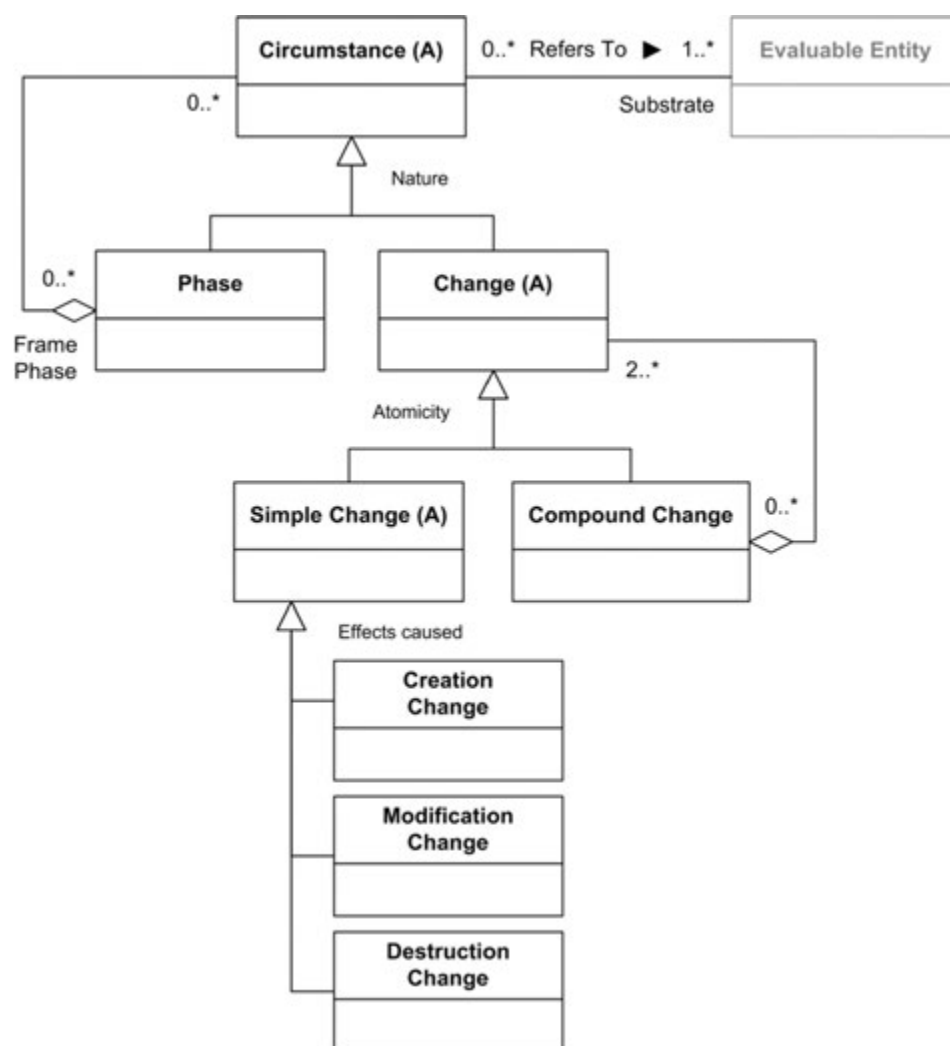 Circumstance (A)
0..* Refers To ► 1..*
Evaluable Entity
0..*
Substrate
Nature
Phase
Change (A)
0..*
Frame
Phase
2..*
Atomicity
Simple Change (A)
Compound Change
0..*
Effects caused
Creation
Change
Modification
Change
Destruction
Change